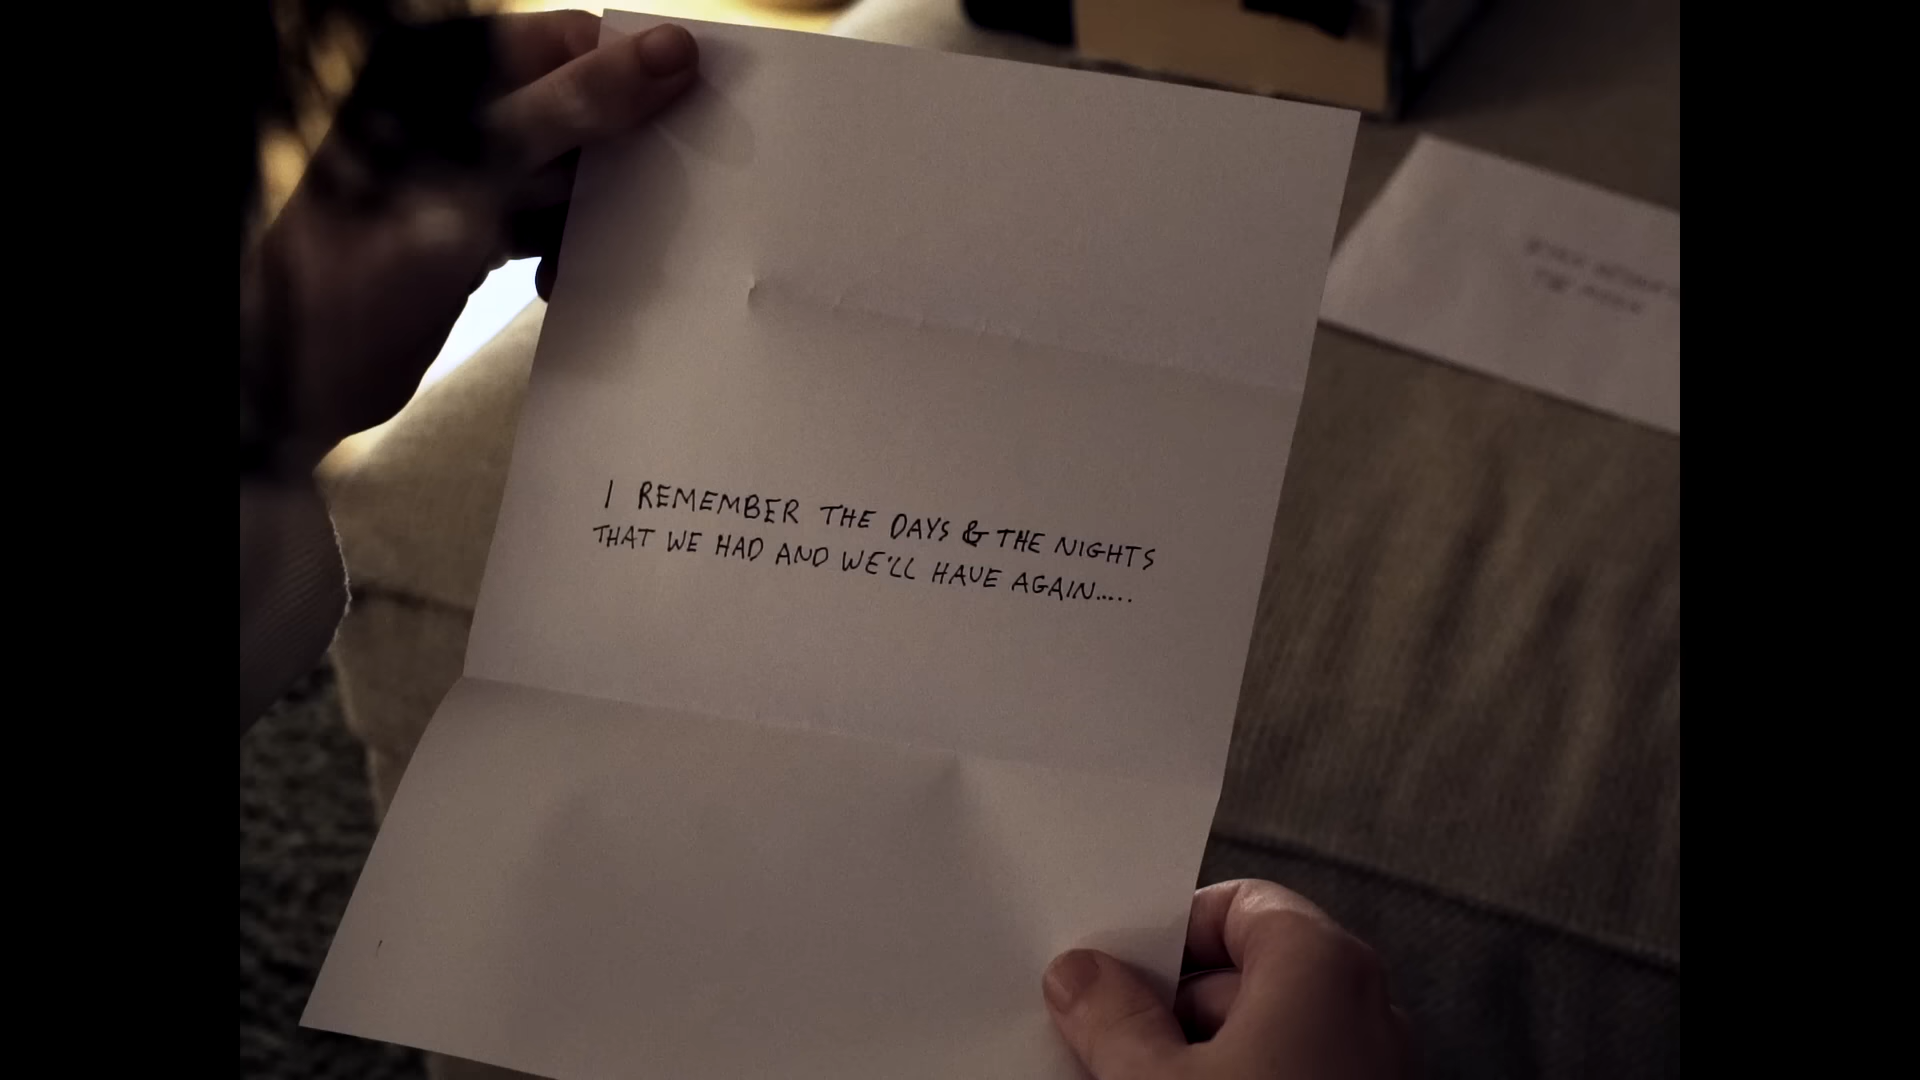 I REMEMBER THE DAYS & THE NIGHTS
THAT WE HAD AND WE'LL HAVE AGAIN.....